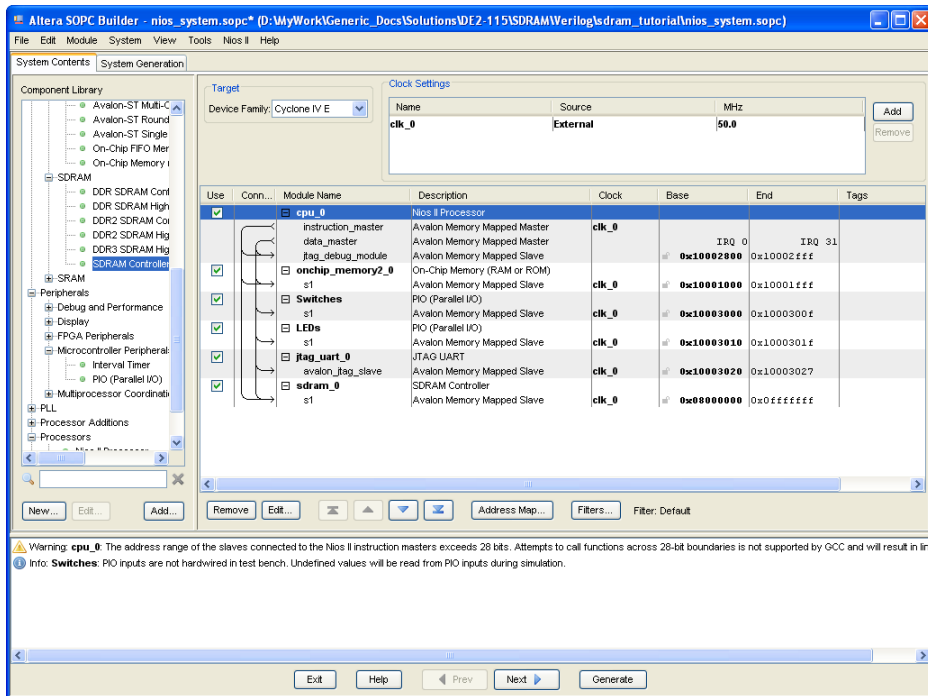 Altera SOPC Builder - nios_system.sopc* (D:\MyWork\Generic_Docs\Solutions\DE2-115\SDRAM\Verilog\sdram_tutorial\nios_system.sopc)
File Edit Module System View Tools Nios II Help
System Contents System Generation
Component Library
Avalon-ST Multi-C
Avalon-ST Round
Avalon-ST Single
On-Chip FIFO Mer
On-Chip Memory
SDRAM
DDR SDRAM Cont
DDR SDRAM High
DDR2 SDRAM Cor
DDR2 SDRAM Hig
DDR3 SDRAM Hig
SDRAM Controller
SRAM
Peripherals
Debug and Performance
Display
FPGA Peripherals
Microcontroller Peripheral
Interval Timer
PIO (Parallel I/O)
Multiprocessor Coordinati
PLL
Processor Additions
Processors
Nios II Processor
New... Edit... Add...
Target
Device Family: Cyclone IV E
Clock Settings
Name Source MHz
clk_0 External 50.0
Add
Remove
Use Conn... Module Name Description Clock Base End Tags
cpu_0 Nios II Processor
instruction_master Avalon Memory Mapped Master clk_0
data_master Avalon Memory Mapped Master IRQ 0 IRQ 31
jtag_debug_module Avalon Memory Mapped Slave 0x10002800 0x10002fff
onchip_memory2_0 On-Chip Memory (RAM or ROM)
s1 Avalon Memory Mapped Slave clk_0 0x10001000 0x10001fff
Switches PIO (Parallel I/O)
s1 Avalon Memory Mapped Slave clk_0 0x10003000 0x1000300f
LEDs PIO (Parallel I/O)
s1 Avalon Memory Mapped Slave clk_0 0x10003010 0x1000301f
jtag_uart_0 JTAG UART
avalon_jtag_slave Avalon Memory Mapped Slave clk_0 0x10003020 0x10003027
sdram_0 SDRAM Controller
s1 Avalon Memory Mapped Slave clk_0 0x08000000 0x0fffffff
Remove Edit... Address Map... Filters... Filter: Default
Warning: cpu_0: The address range of the slaves connected to the Nios II instruction masters exceeds 28 bits. Attempts to call functions across 28-bit boundaries is not supported by GCC and will result in lin
Info: Switches: PIO inputs are not hardwired in test bench. Undefined values will be read from PIO inputs during simulation.
Exit Help Prev Next Generate